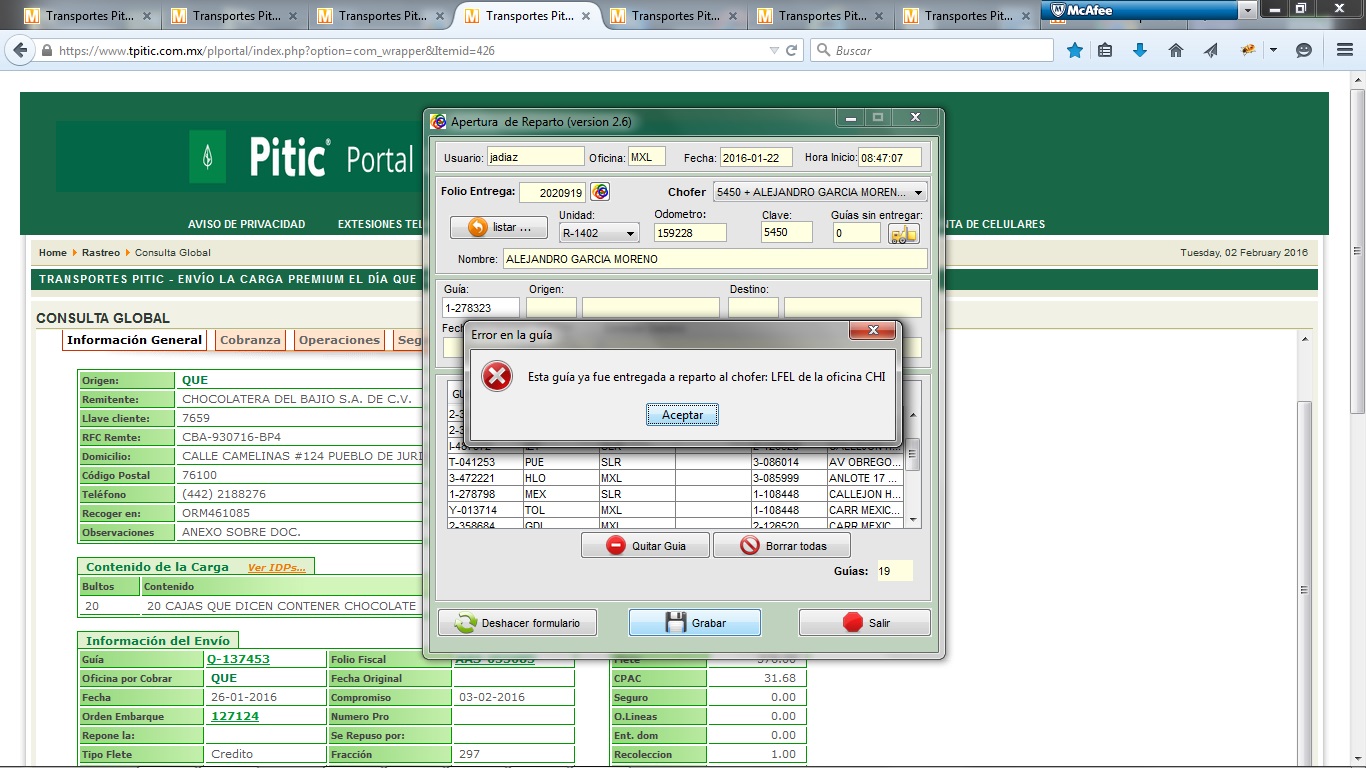 Transportes Pit...
Transportes Pit...
Transportes Pit...
Transportes Pit...
Transportes Pit...
Transportes Pit...
Transportes Pit...
McAfee
https://www.tpitic.com.mx/plportal/index.php?option=com_wrapper&Itemid=426
Buscar
Pitic Portal
AVISO DE PRIVACIDAD
EXTESIONES TEL
NTA DE CELULARES
Home Rastreo Consulta Global
Tuesday, 02 February 2016
TRANSPORTES PITIC - ENVÍO LA CARGA PREMIUM EL DÍA QUE
CONSULTA GLOBAL
Información General
Cobranza
Operaciones
Seg
Origen: QUE
Remitente: CHOCOLATERA DEL BAJIO S.A. DE C.V.
Llave cliente: 7659
RFC Remte: CBA-930716-BP4
Domicilio: CALLE CAMELINAS #124 PUEBLO DE JURI
Código Postal 76100
Teléfono (442) 2188276
Recoger en: ORM461085
Observaciones ANEXO SOBRE DOC.
Contenido de la Carga Ver IDPs...
Bultos Contenido
20 20 CAJAS QUE DICEN CONTENER CHOCOLATE
Información del Envío
Guía Q-137453 Folio Fiscal
Oficina por Cobrar QUE Fecha Original
CPAC 31.68
Fecha 26-01-2016 Compromiso 03-02-2016
Seguro 0.00
Orden Embarque 127124 Numero Pro
O.Lineas 0.00
Repone la: Se Repuso por:
Ent. dom 0.00
Tipo Flete Credito Fracción 297
Recoleccion 1.00
Apertura de Reparto (version 2.6)
Usuario: jadiaz Oficina: MXL Fecha: 2016-01-22 Hora Inicio: 08:47:07
Folio Entrega: 2020919 Chofer 5450 + ALEJANDRO GARCIA MOREN...
listar ...
Unidad: R-1402
Odometro: 159228
Clave: 5450
Guías sin entregar: 0
Nombre: ALEJANDRO GARCIA MORENO
Guía: Origen: Destino:
1-278323
Fec
Error en la guía
Esta guía ya fue entregada a reparto al chofer: LFEL de la oficina CHI
Aceptar
T-041253 PUE SLR 3-086014 AV OBREGO...
3-472221 HLO MXL 3-085999 ANLOTE 17 ...
1-278798 MEX SLR 1-108448 CALLEJON H...
Y-013714 TOL MXL 1-108448 CARR MEXIC...
2-358684 GDL MXL 2-126520 CARR MEXIC...
Quitar Guia
Borrar todas
Guías: 19
Deshacer formulario
Grabar
Salir